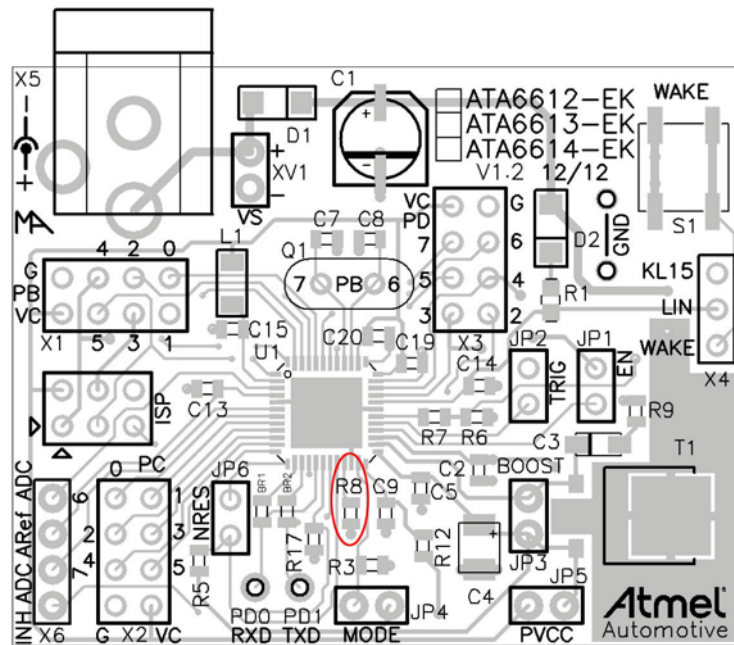 X5
C1
ATA6612-EK
ATA6613-EK
ATA6614-EK
V1.2 12/12
WAKE
D1
+
XV1
−
VS
−
+
MA
S1
VC G
PD
7 6
5 4
3 2
X3
D2
GND
C7 C8
Q1
7 PB 6
L1
4 2 0
G
PB
VC
X1 5 3 1
R1
KL15
LIN
WAKE
X4
C15
U1
C20
C19
C14
JP2
TRIG
JP1
EN
ISP
C13
R7 R6
R9
C3
T1
C2
BOOST
C5
JP3
INH ADC ARef ADC
6
2
4
7
X6
0 PC
1
3
5
G X2 VC
JP6
NRES
BR1
BR2
R8
C9
R5
R17
R3
R12
+
C4
PD0 PD1
RXD TXD
JP4
MODE
JP5
PVCC
Atmel
Automotive